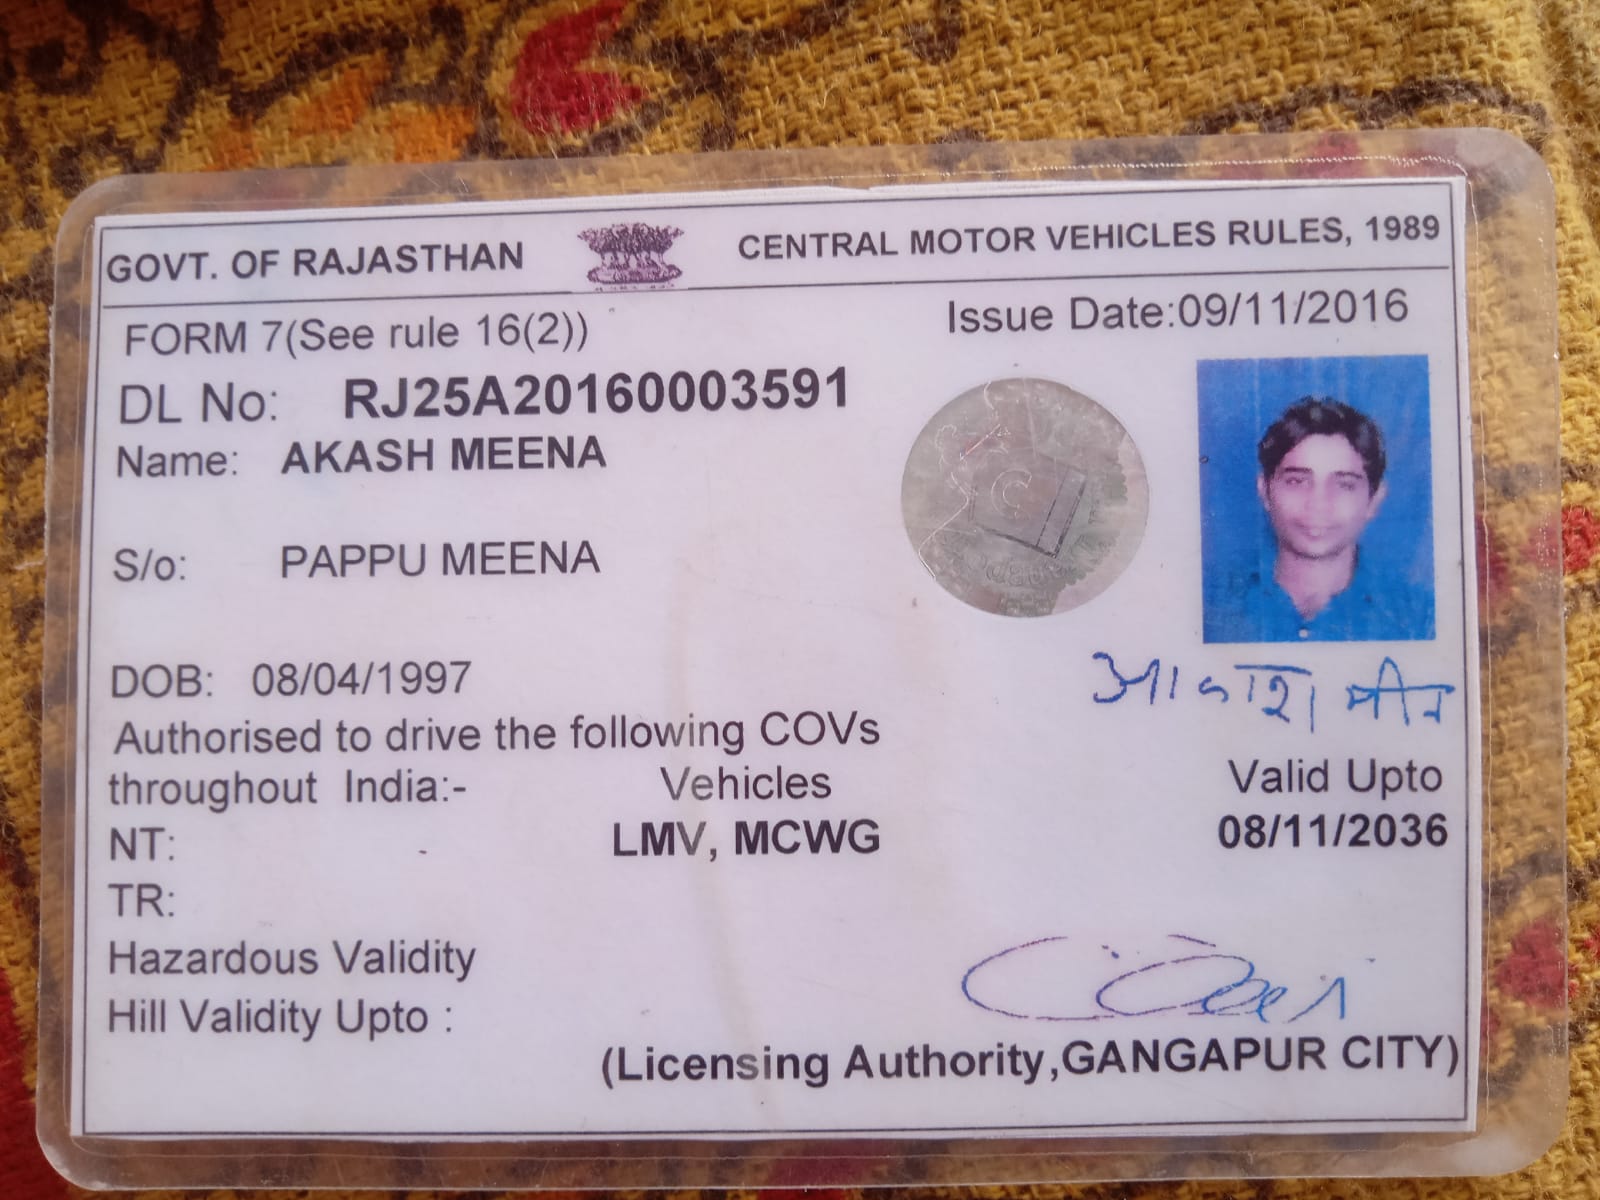 GOVT. OF RAJASTHAN CENTRAL MOTOR VEHICLES RULES, 1989
FORM 7(See rule 16(2)) Issue Date:09/11/2016
DL No: RJ25A20160003591
Name: AKASH MEENA
S/o: PAPPU MEENA
DOB: 08/04/1997
आकाश मीन
Authorised to drive the following COVs
throughout India:- Vehicles Valid Upto
NT: - LMV, MCWG 08/11/2036
TR:
Hazardous Validity
Hill Validity Upto :
(Licensing Authority,GANGAPUR CITY)